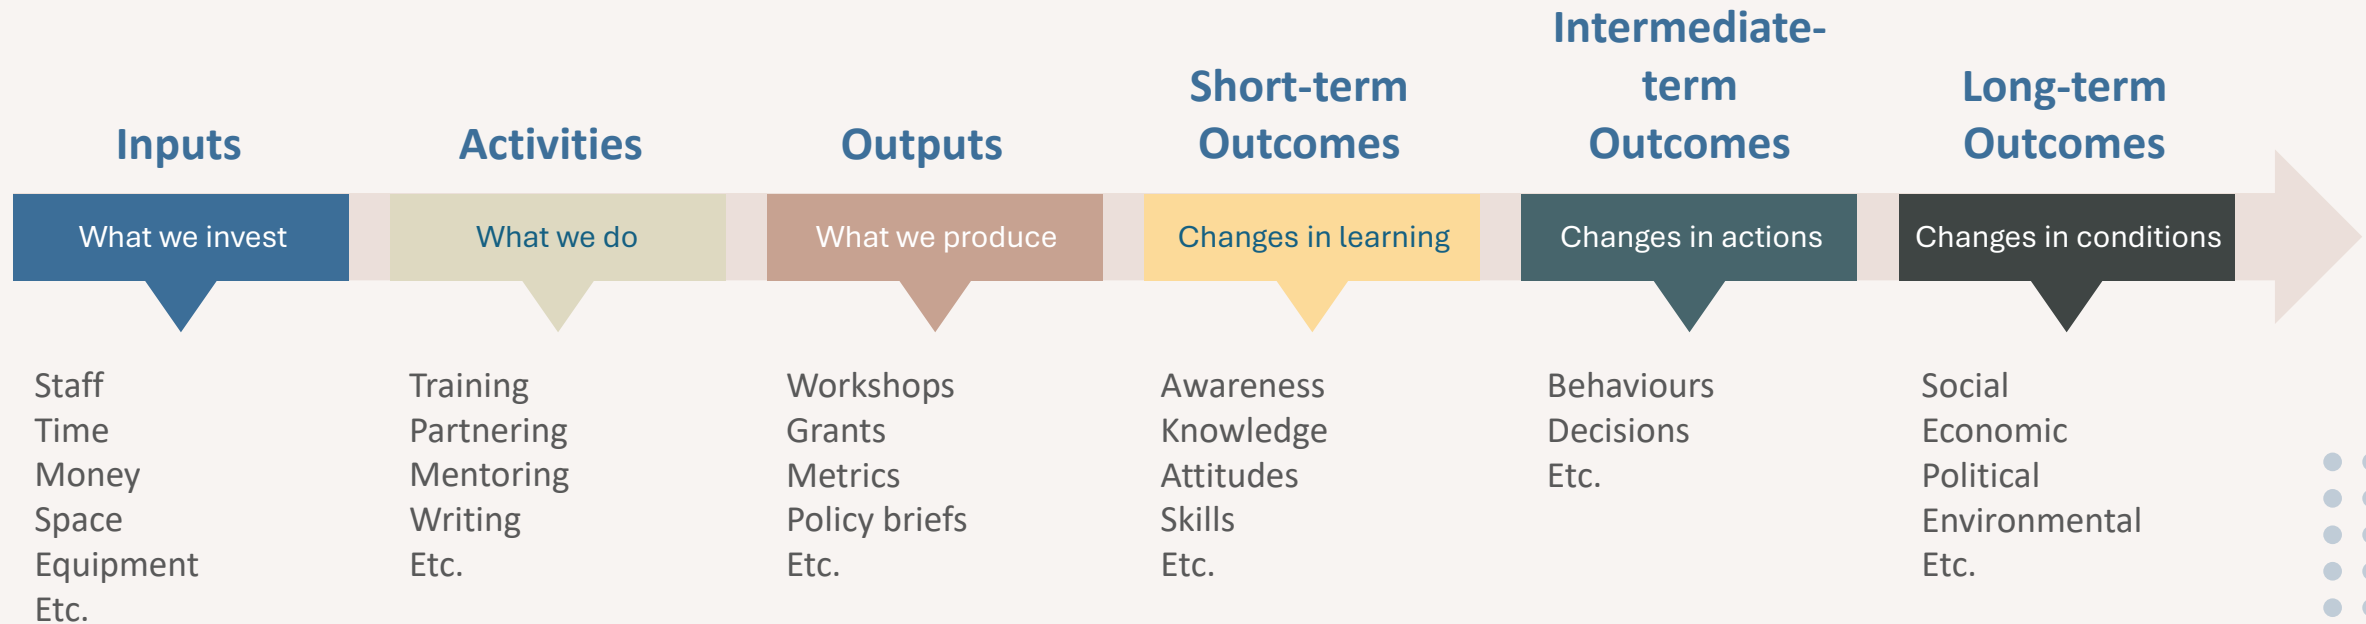 Inputs
What we invest
Staff
Time
Money
Space
Equipment
Etc.
Activities
What we do
Training
Partnering
Mentoring
Writing
Etc.
Outputs
What we produce
Workshops
Grants
Metrics
Policy briefs
Etc.
Short-term
Outcomes
Changes in learning
Awareness
Knowledge
Attitudes
Skills
Etc.
Intermediate-
term
Outcomes
Changes in actions
Behaviours
Decisions
Etc.
Long-term
Outcomes
Changes in conditions
Social
Economic
Political
Environmental
Etc.